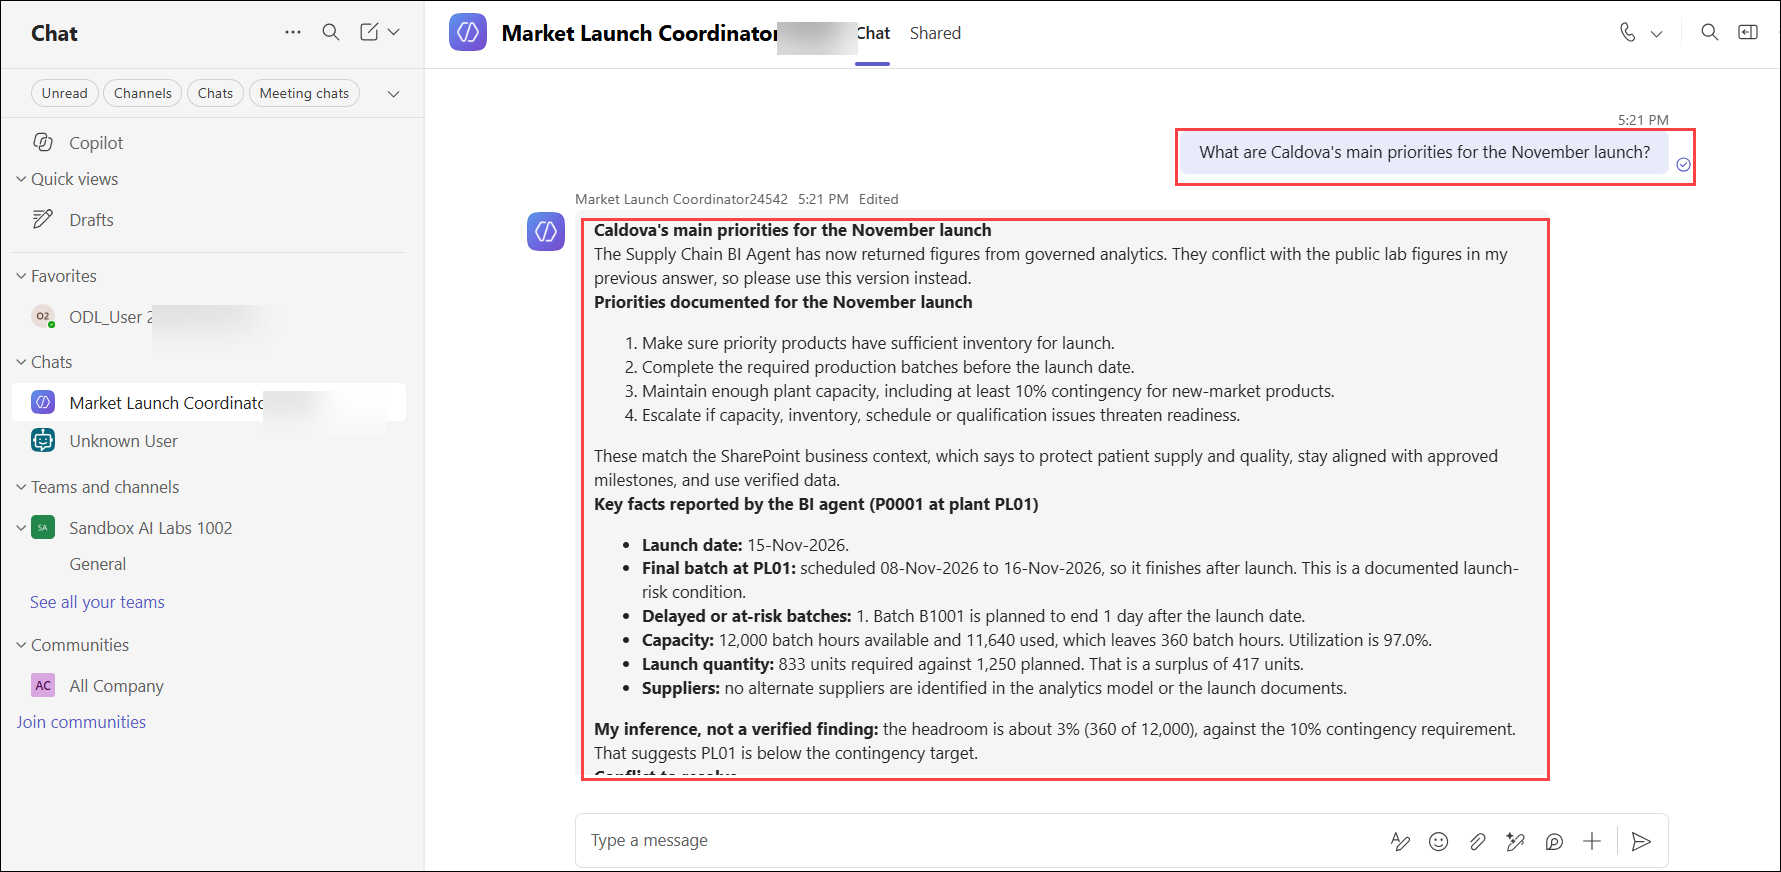 Chat
Unread
Channels
Chats
Meeting chats
Copilot
Quick views
Drafts
Favorites
O2
ODL_User 2
Chats
Market Launch Coordinato
Unknown User
Teams and channels
SA
Sandbox AI Labs 1002
General
See all your teams
Communities
AC
All Company
Join communities
Market Launch Coordinator
Chat
Shared
5:21 PM
What are Caldova's main priorities for the November launch?
Market Launch Coordinator24542 5:21 PM Edited
Caldova's main priorities for the November launch
The Supply Chain BI Agent has now returned figures from governed analytics. They conflict with the public lab figures in my
previous answer, so please use this version instead.
Priorities documented for the November launch
1. Make sure priority products have sufficient inventory for launch.
2. Complete the required production batches before the launch date.
3. Maintain enough plant capacity, including at least 10% contingency for new-market products.
4. Escalate if capacity, inventory, schedule or qualification issues threaten readiness.
These match the SharePoint business context, which says to protect patient supply and quality, stay aligned with approved
milestones, and use verified data.
Key facts reported by the BI agent (P0001 at plant PL01)
• Launch date: 15-Nov-2026.
• Final batch at PL01: scheduled 08-Nov-2026 to 16-Nov-2026, so it finishes after launch. This is a documented launch-
risk condition.
• Delayed or at-risk batches: 1. Batch B1001 is planned to end 1 day after the launch date.
• Capacity: 12,000 batch hours available and 11,640 used, which leaves 360 batch hours. Utilization is 97.0%.
• Launch quantity: 833 units required against 1,250 planned. That is a surplus of 417 units.
• Suppliers: no alternate suppliers are identified in the analytics model or the launch documents.
My inference, not a verified finding: the headroom is about 3% (360 of 12,000), against the 10% contingency requirement.
That suggests PL01 is below the contingency target.
Conflict to resolve
Type a message